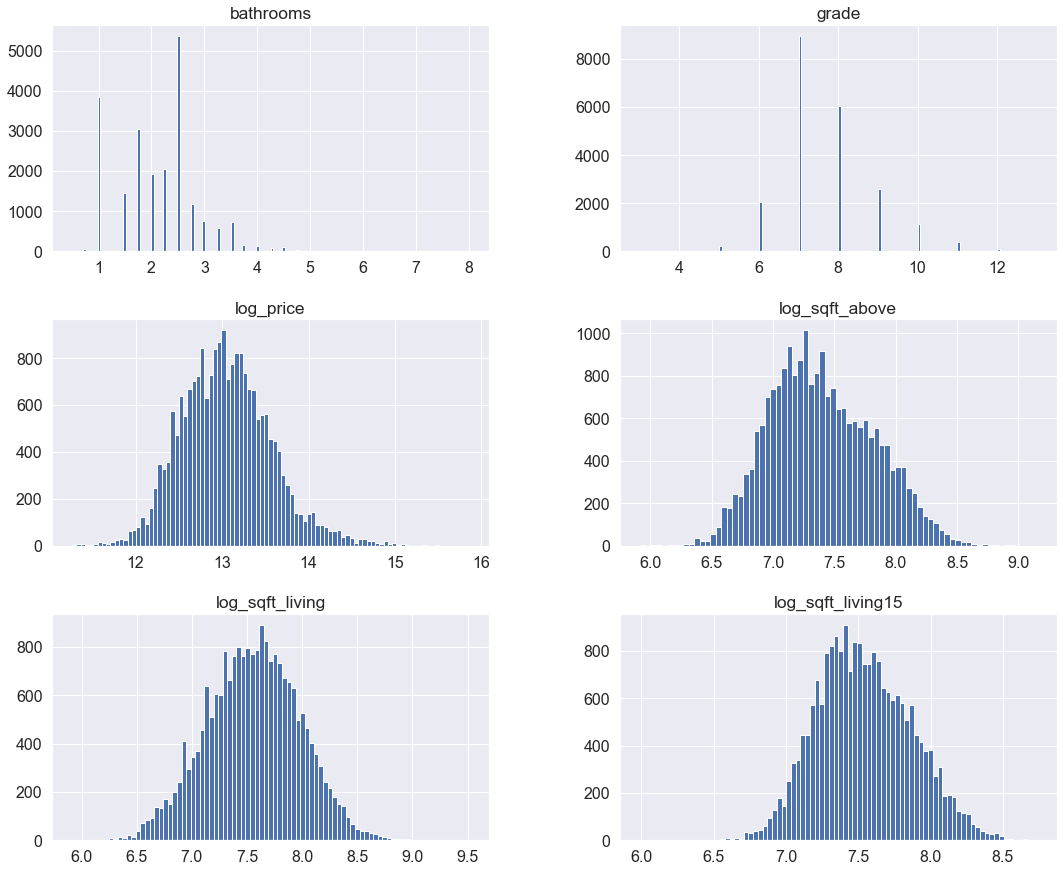 bathrooms
5000
4000
3000
2000
1000
0
1 2 3 4 5 6 7 8
grade
8000
6000
4000
2000
0
4 6 8 10 12
log_price
800
600
400
200
0
12 13 14 15 16
log_sqft_above
1000
800
600
400
200
0
6.0 6.5 7.0 7.5 8.0 8.5 9.0
log_sqft_living
800
600
400
200
0
6.0 6.5 7.0 7.5 8.0 8.5 9.0 9.5
log_sqft_living15
800
600
400
200
0
6.0 6.5 7.0 7.5 8.0 8.5